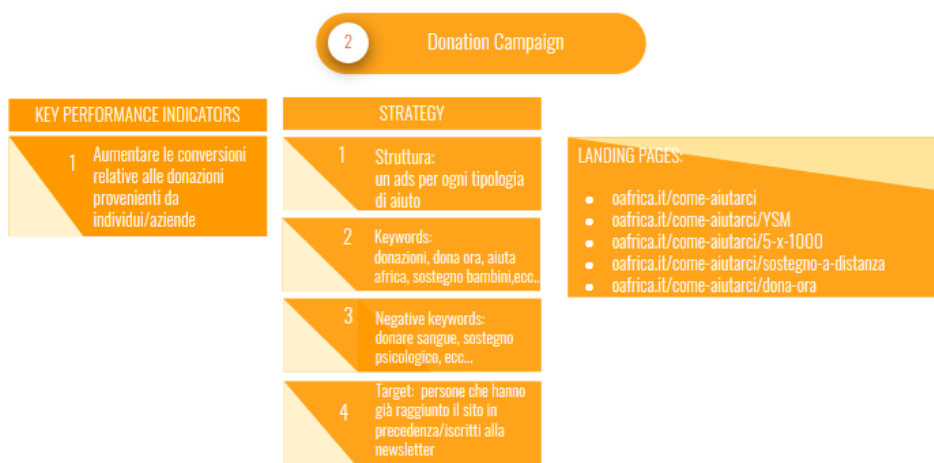 2
Donation Campaign
KEY PERFORMANCE INDICATORS
1
Aumentare le conversioni
relative alle donazioni
provenienti da
individui/aziende
STRATEGY
1
Struttura:
un ads per ogni tipologia
di aiuto
2
Keywords:
donazioni, dona ora, aiuta
africa, sostegno bambini,ecc..
3
Negative keywords:
donare sangue, sostegno
psicologico, ecc...
4
Target: persone che hanno
già raggiunto il sito in
precedenza/iscritti alla
newsletter
LANDING PAGES:
• oafrica.it/come-aiutarci
• oafrica.it/come-aiutarci/YSM
• oafrica.it/come-aiutarci/5-x-1000
• oafrica.it/come-aiutarci/sostegno-a-distanza
• oafrica.it/come-aiutarci/dona-ora